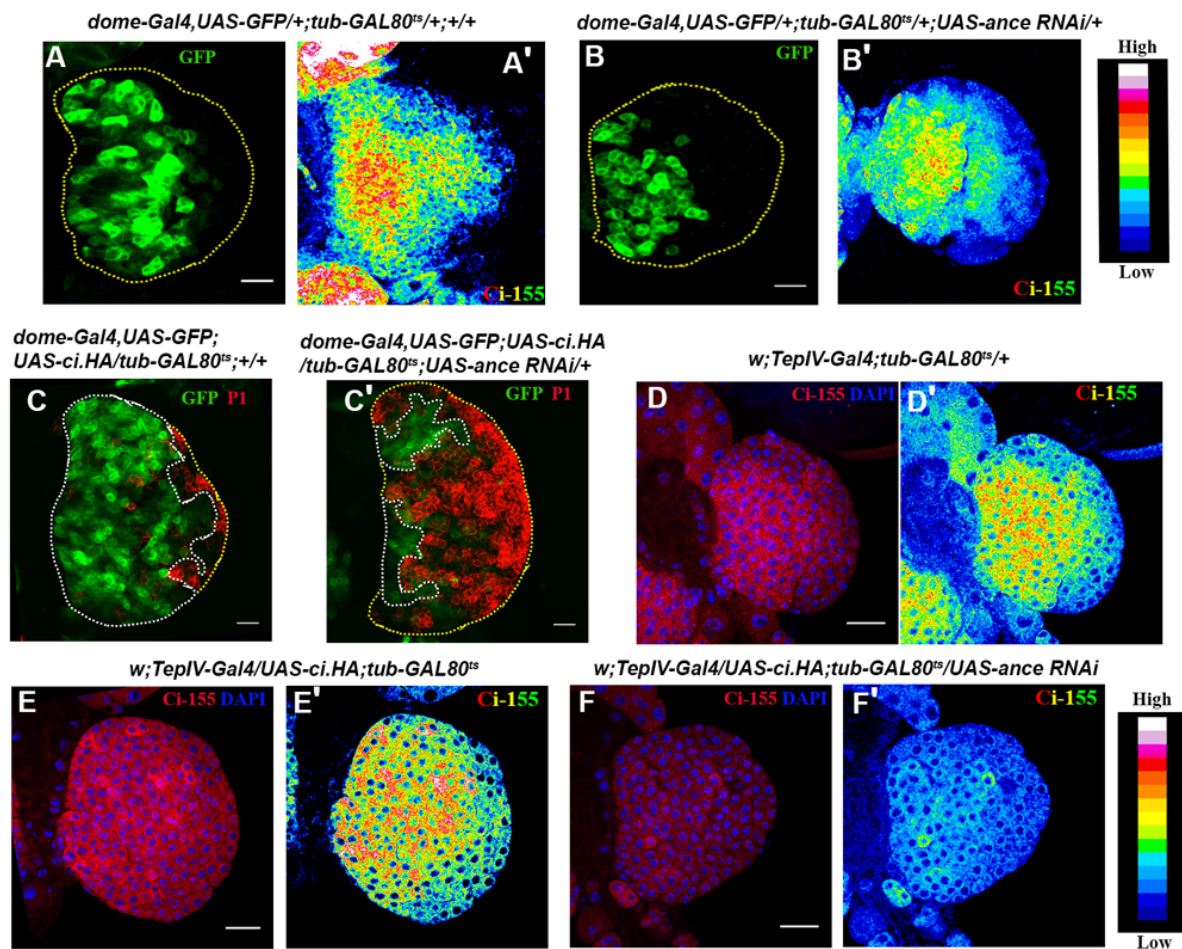 dome-Gal4,UAS-GFP/+;tub-GAL80ts/+;+/+
dome-Gal4,UAS-GFP/+;tub-GAL80ts/+;UAS-ance RNAi/+
A
GFP
A'
Ci-155
B
GFP
B'
Ci-155
High
Low
dome-Gal4,UAS-GFP;
UAS-ci.HA/tub-GAL80ts;+/+
dome-Gal4,UAS-GFP;UAS-ci.HA
/tub-GAL80ts;UAS-ance RNAi/+
w;TepIV-Gal4;tub-GAL80ts/+
C
GFP P1
C'
GFP P1
D
Ci-155 DAPI
D'
Ci-155
w;TepIV-Gal4/UAS-ci.HA;tub-GAL80ts
w;TepIV-Gal4/UAS-ci.HA;tub-GAL80ts/UAS-ance RNAi
E
Ci-155 DAPI
E'
Ci-155
F
Ci-155 DAPI
F'
Ci-155
High
Low